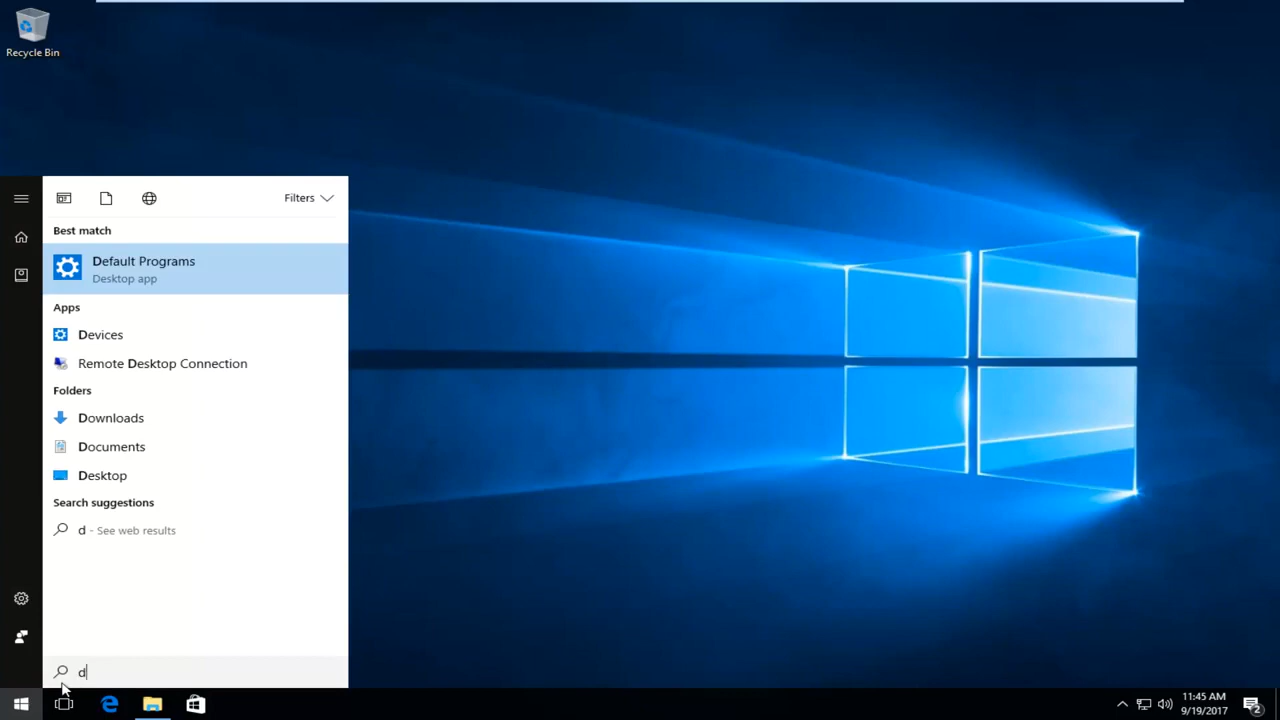 Recycle Bin
Filters
Best match
Default Programs
Desktop app
Apps
Devices
Remote Desktop Connection
Folders
Downloads
Documents
Desktop
Search suggestions
d - See web results
d
11:45 AM
9/19/2017
2